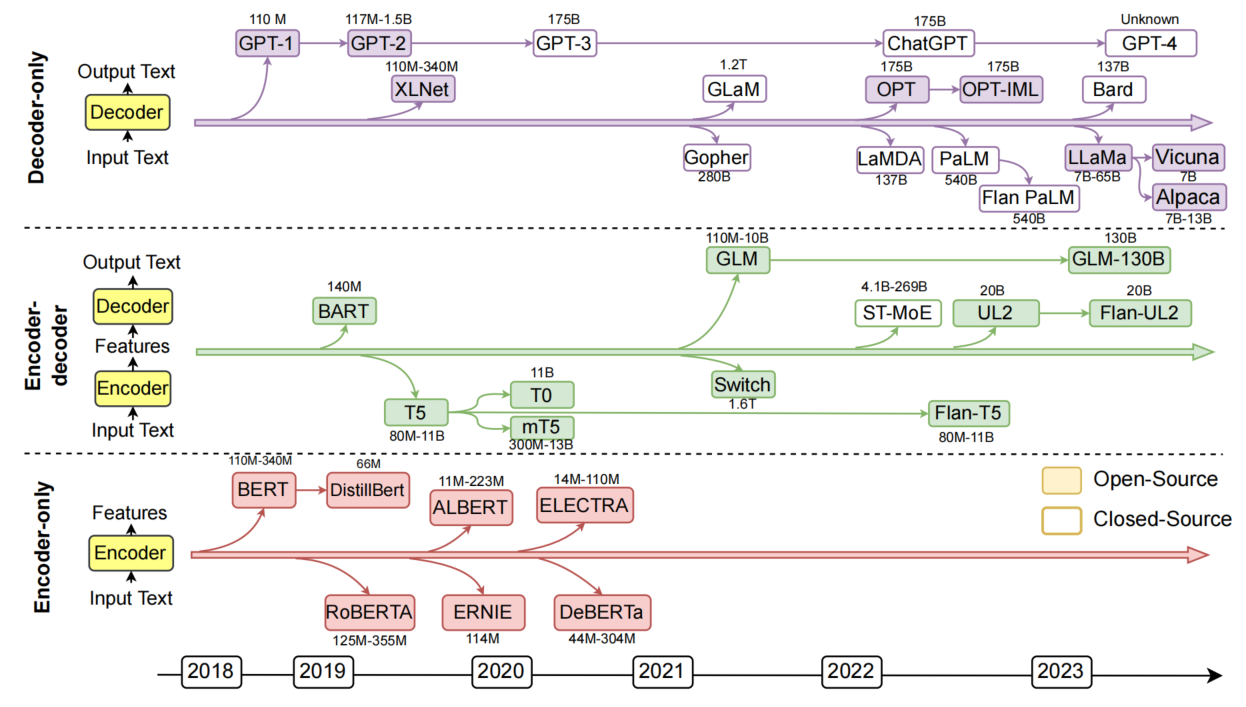 Decoder-only
Output Text
Decoder
Input Text
110 M
GPT-1
117M-1.5B
GPT-2
175B
GPT-3
175B
ChatGPT
Unknown
GPT-4
110M-340M
XLNet
1.2T
GLaM
175B
OPT
175B
OPT-IML
137B
Bard
Gopher
280B
LaMDA
137B
PaLM
540B
Flan PaLM
540B
LLaMa
7B-65B
Vicuna
7B
Alpaca
7B-13B
Encoder-
decoder
Output Text
Decoder
Features
Encoder
Input Text
140M
BART
110M-10B
GLM
130B
GLM-130B
4.1B-269B
ST-MoE
20B
UL2
20B
Flan-UL2
T5
80M-11B
11B
T0
mT5
300M-13B
Switch
1.6T
Flan-T5
80M-11B
Encoder-only
Features
Encoder
Input Text
110M-340M
BERT
66M
DistillBert
11M-223M
ALBERT
14M-110M
ELECTRA
RoBERTA
125M-355M
ERNIE
114M
DeBERTa
44M-304M
Open-Source
Closed-Source
2018
2019
2020
2021
2022
2023